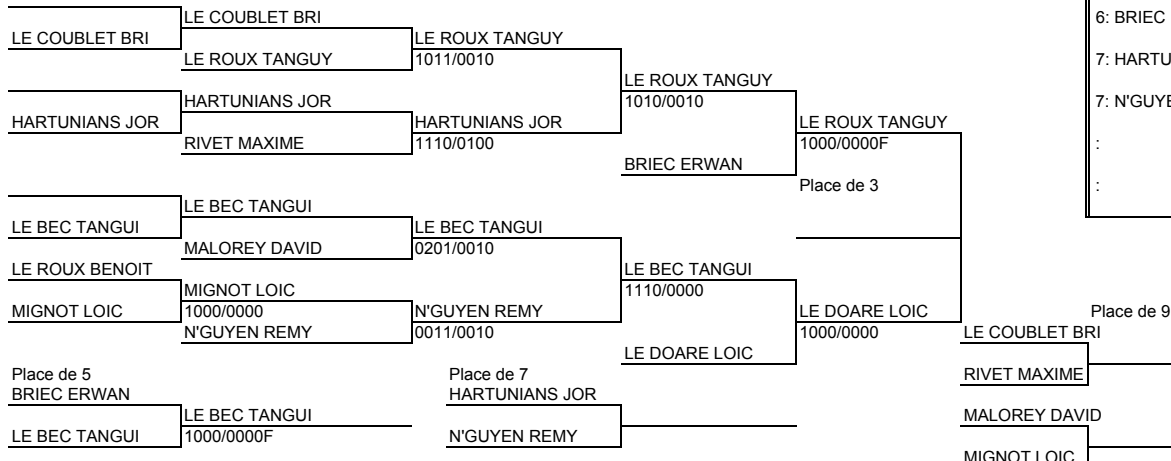 LE COUBLET BRI
LE COUBLET BRI
LE ROUX TANGUY
LE ROUX TANGUY
1011/0010
LE ROUX TANGUY
1010/0010
HARTUNIANS JOR
HARTUNIANS JOR
HARTUNIANS JOR
RIVET MAXIME
1110/0100
LE ROUX TANGUY
1000/0000F
BRIEC ERWAN
Place de 3
LE BEC TANGUI
LE BEC TANGUI
LE BEC TANGUI
MALOREY DAVID
0201/0010
LE ROUX BENOIT
LE BEC TANGUI
1110/0000
MIGNOT LOIC
MIGNOT LOIC
1000/0000
N'GUYEN REMY
N'GUYEN REMY
0011/0010
LE DOARE LOIC
1000/0000
LE DOARE LOIC
Place de 9
LE COUBLET BRI
RIVET MAXIME
MALOREY DAVID
MIGNOT LOIC
Place de 5
BRIEC ERWAN
LE BEC TANGUI
LE BEC TANGUI
1000/0000F
Place de 7
HARTUNIANS JOR
N'GUYEN REMY
6: BRIEC
7: HARTU
7: N'GUYE
:
: